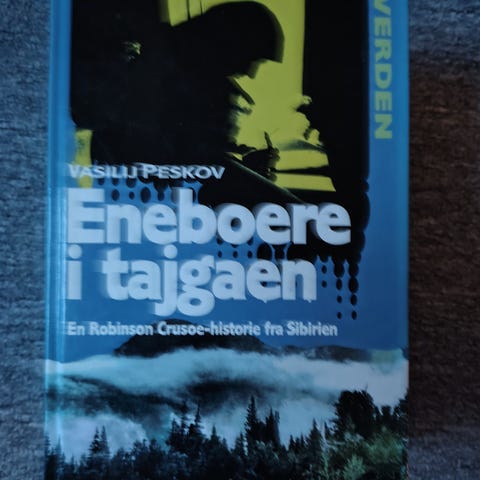 VERDEN
VASILIJ PESKOV
Eneboere
i tajgaen
En Robinson Crusoe-historie fra Sibirien